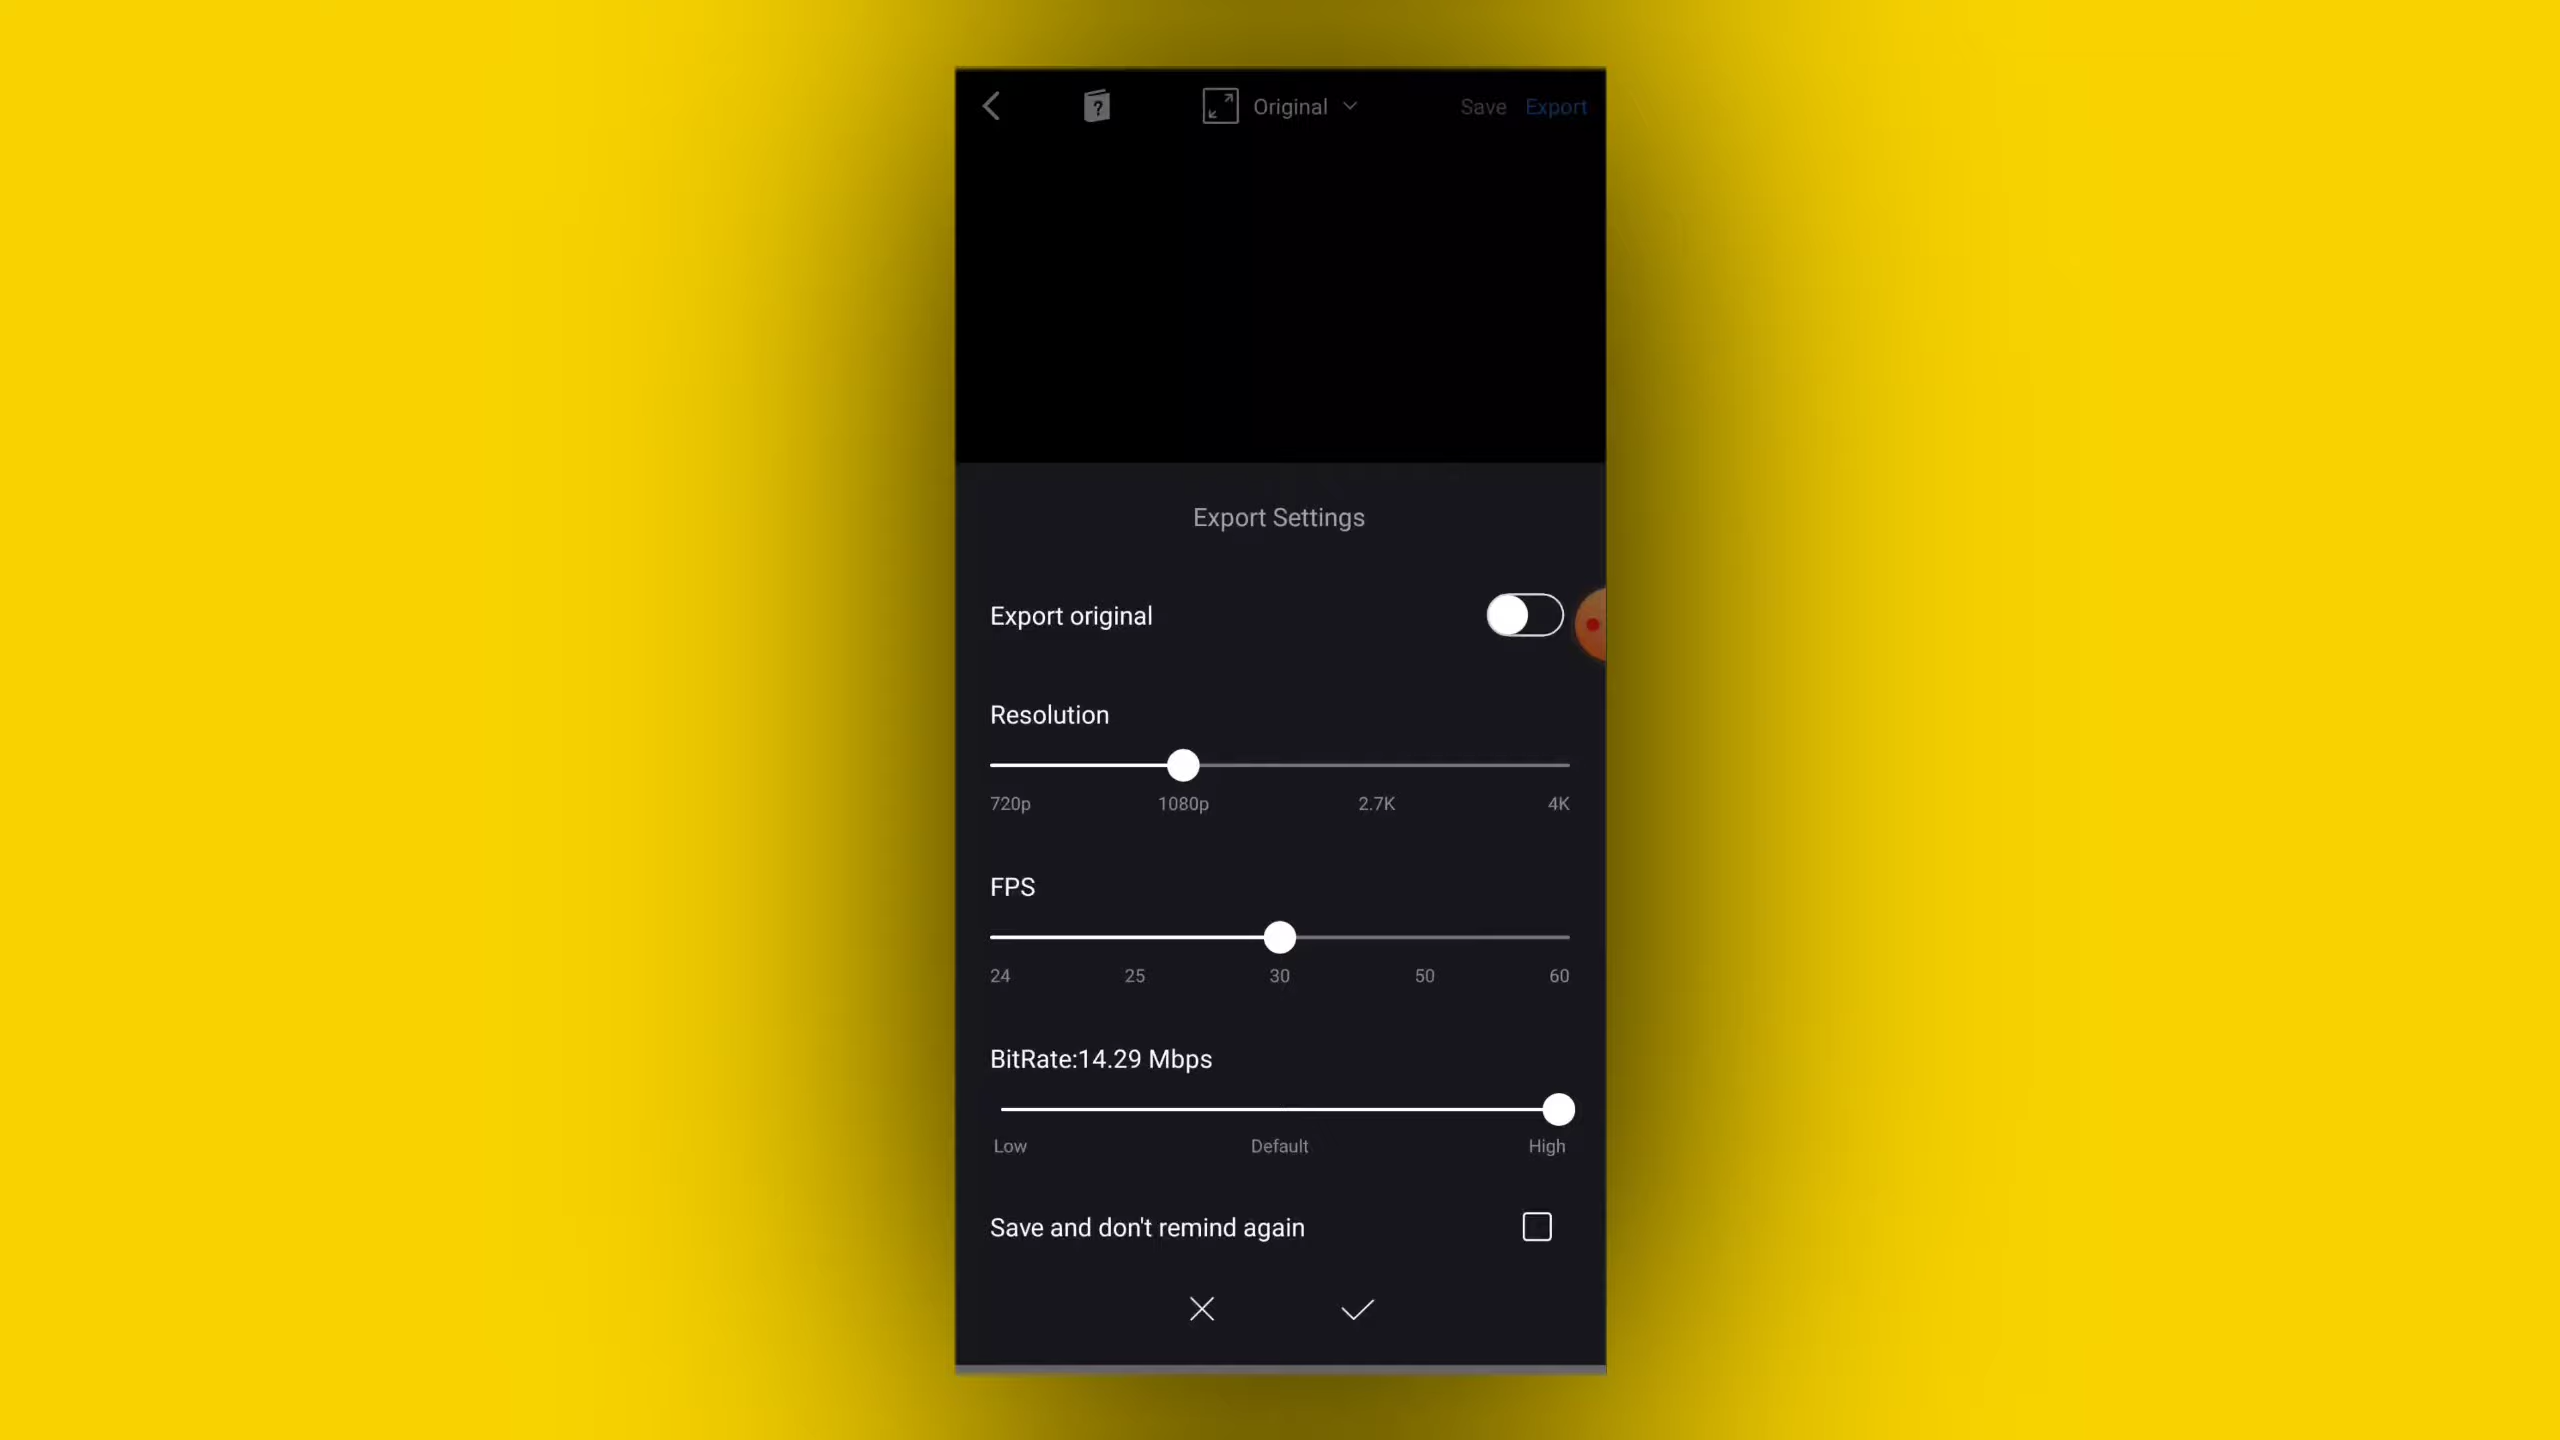 Original
Save Export
Export Settings
Export original
Resolution
720p 1080p 2.7K 4K
FPS
24 25 30 50 60
BitRate:14.29 Mbps
Low Default High
Save and don't remind again